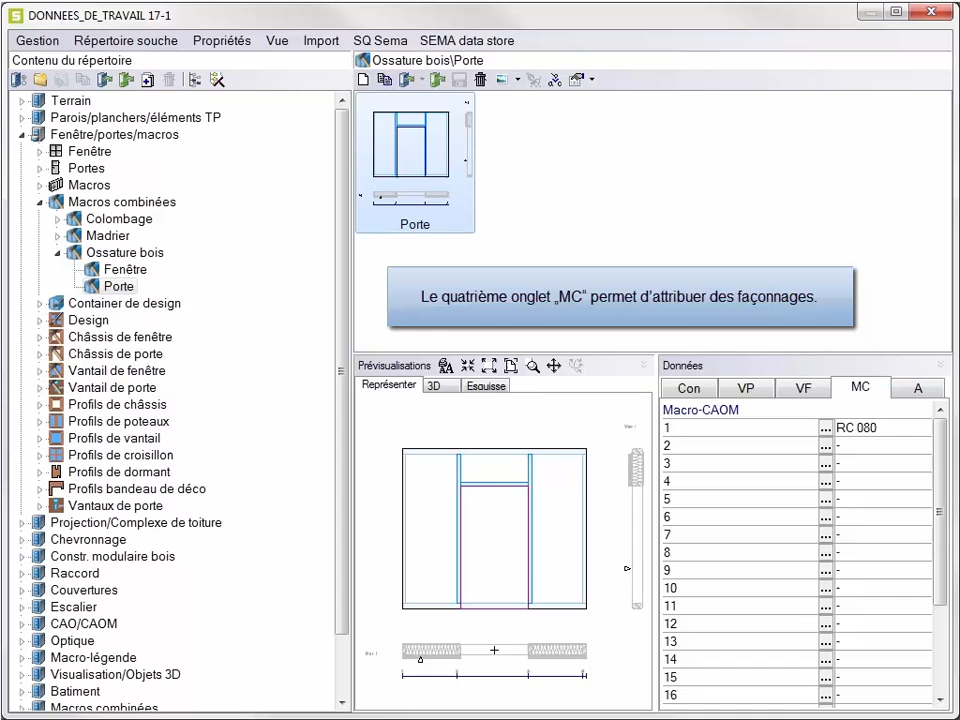 DONNEES_DE_TRAVAIL 17-1
Gestion Répertoire souche Propriétés Vue Import SQ Sema SEMA data store
Contenu du répertoire
Ossature bois\Porte
Terrain
Parois/planchers/éléments TP
Fenêtre/portes/macros
Fenêtre
Portes
Macros
Macros combinées
Colombage
Madrier
Ossature bois
Fenêtre
Porte
Container de design
Design
Châssis de fenêtre
Châssis de porte
Vantail de fenêtre
Vantail de porte
Profils de châssis
Profils de poteaux
Profils de vantail
Profils de croisillon
Profils de dormant
Profils bandeau de déco
Vantaux de porte
Projection/Complexe de toiture
Chevronnage
Constr. modulaire bois
Raccord
Couvertures
Escalier
CAO/CAOM
Optique
Macro-légende
Visualisation/Objets 3D
Batiment
Macros combinées
Porte
Le quatrième onglet „MC“ permet d’attribuer des façonnages.
Prévisualisations
Représenter 3D Esquisse
Données
Con VP VF MC A
Macro-CAOM
1 ... RC 080
2 ... -
3 ... -
4 ... -
5 ... -
6 ... -
7 ... -
8 ... -
9 ... -
10 ... -
11 ... -
12 ... -
13 ... -
14 ... -
15 ... -
16 ... -